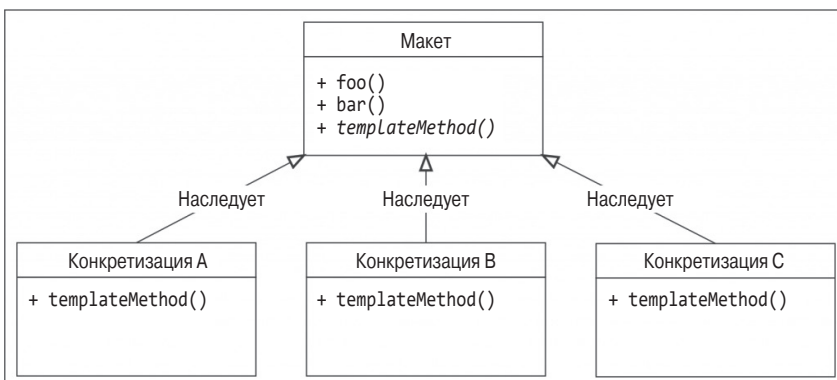 Макет
+ foo()
+ bar()
+ templateMethod()
Наследует
Наследует
Наследует
Конкретизация A
+ templateMethod()
Конкретизация B
+ templateMethod()
Конкретизация C
+ templateMethod()